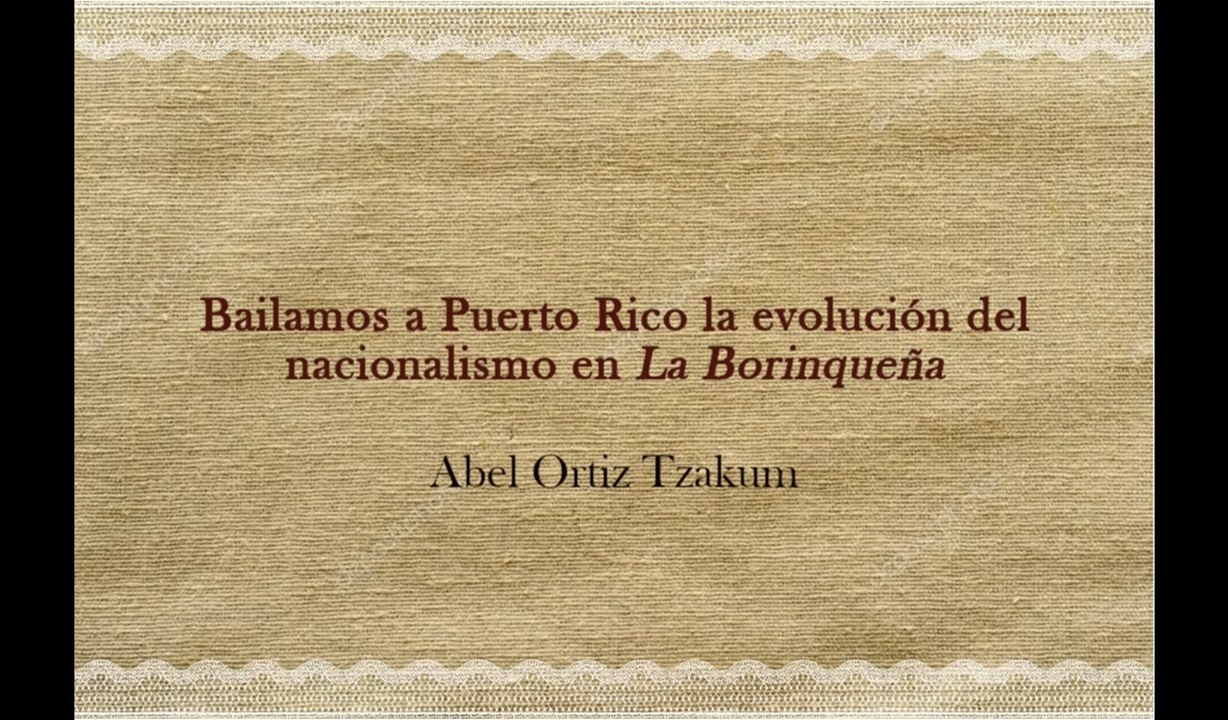 Bailamos a Puerto Rico la evolución del
nacionalismo en La Borinqueña
Abel Ortiz Tzakum